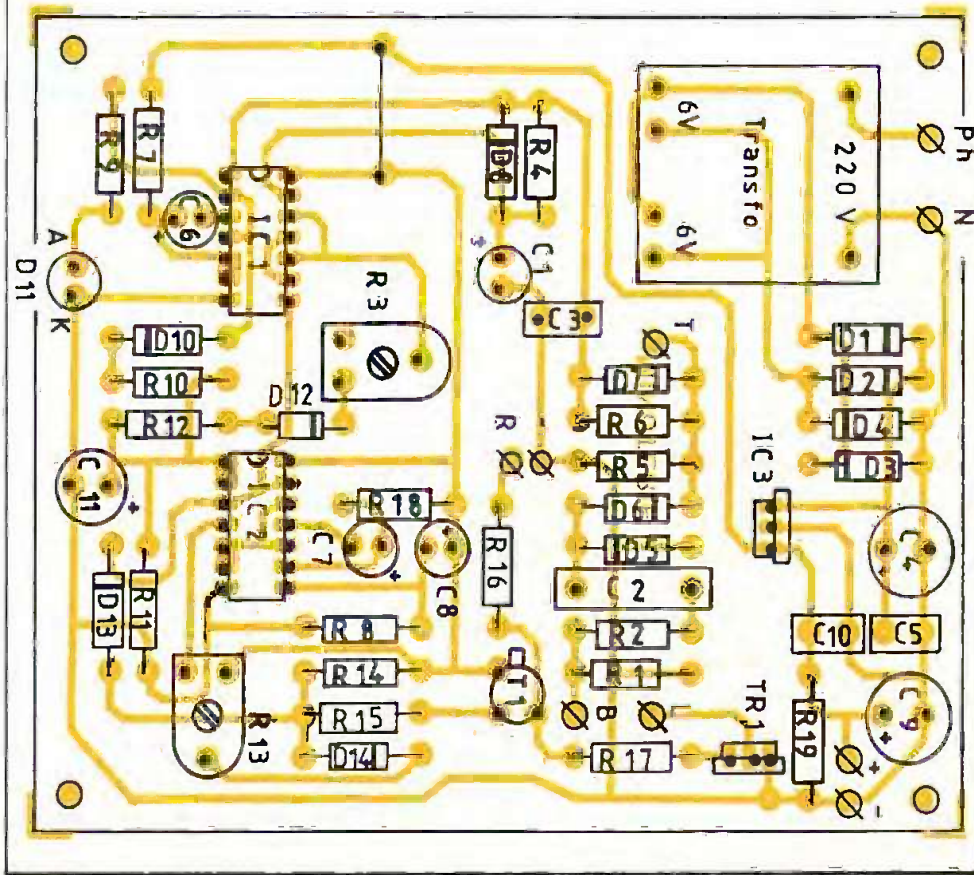 Ph
6V
Transfo
220 V
N
6V
R9
R7
C6
IC1
D8
R4
A
D11
K
C1
R3
C3
T
D10
D1
R10
D7
D2
D12
R12
R6
D4
R
IC3
R5
D3
C11
+
IC2
R18
D6
C7
+
C8
R16
D5
C4
C2
D13
R11
R8
R2
C10
C5
R14
R1
T1
TR1
C9
+
R13
R15
B
R19
D14
R17
+
-